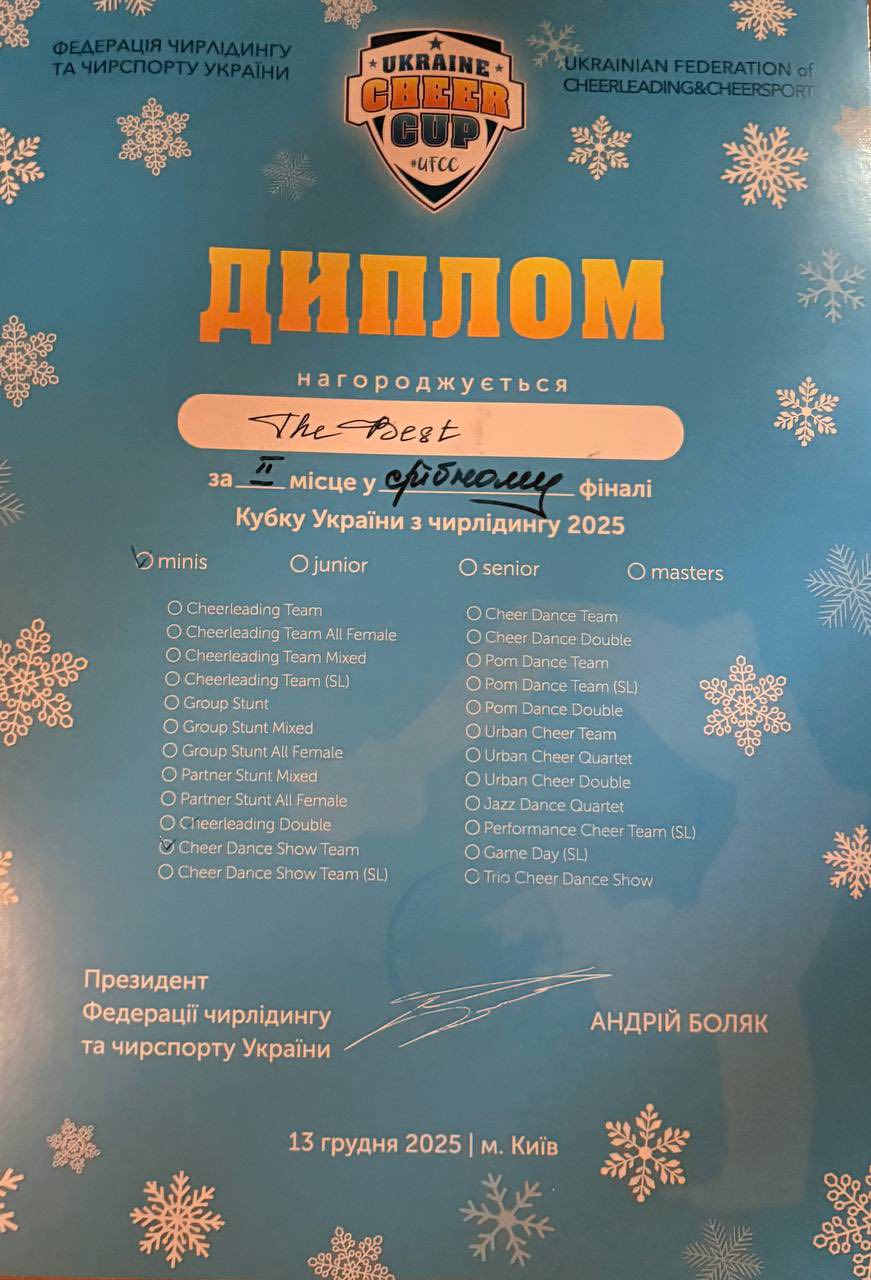 ФЕДЕРАЦІЯ ЧИРЛІДИНГУ
ТА ЧИРСПОРТУ УКРАЇНИ
UKRAINE
CHEER
CUP
#UFCC
UKRAINIAN FEDERATION of
CHEERLEADING&CHEERSPORT
ДИПЛОМ
нагороджується
The Best
за II місце у срібному фіналі
Кубку України з чирлідингу 2025
minis junior senior masters
Cheerleading Team
Cheerleading Team All Female
Cheerleading Team Mixed
Cheerleading Team (SL)
Group Stunt
Group Stunt Mixed
Group Stunt All Female
Partner Stunt Mixed
Partner Stunt All Female
Cheerleading Double
Cheer Dance Show Team
Cheer Dance Show Team (SL)
Cheer Dance Team
Cheer Dance Double
Pom Dance Team
Pom Dance Team (SL)
Pom Dance Double
Urban Cheer Team
Urban Cheer Quartet
Urban Cheer Double
Jazz Dance Quartet
Performance Cheer Team (SL)
Game Day (SL)
Trio Cheer Dance Show
Президент
Федерації чирлідингу
та чирспорту України
АНДРІЙ БОЛЯК
13 грудня 2025 | м. Київ